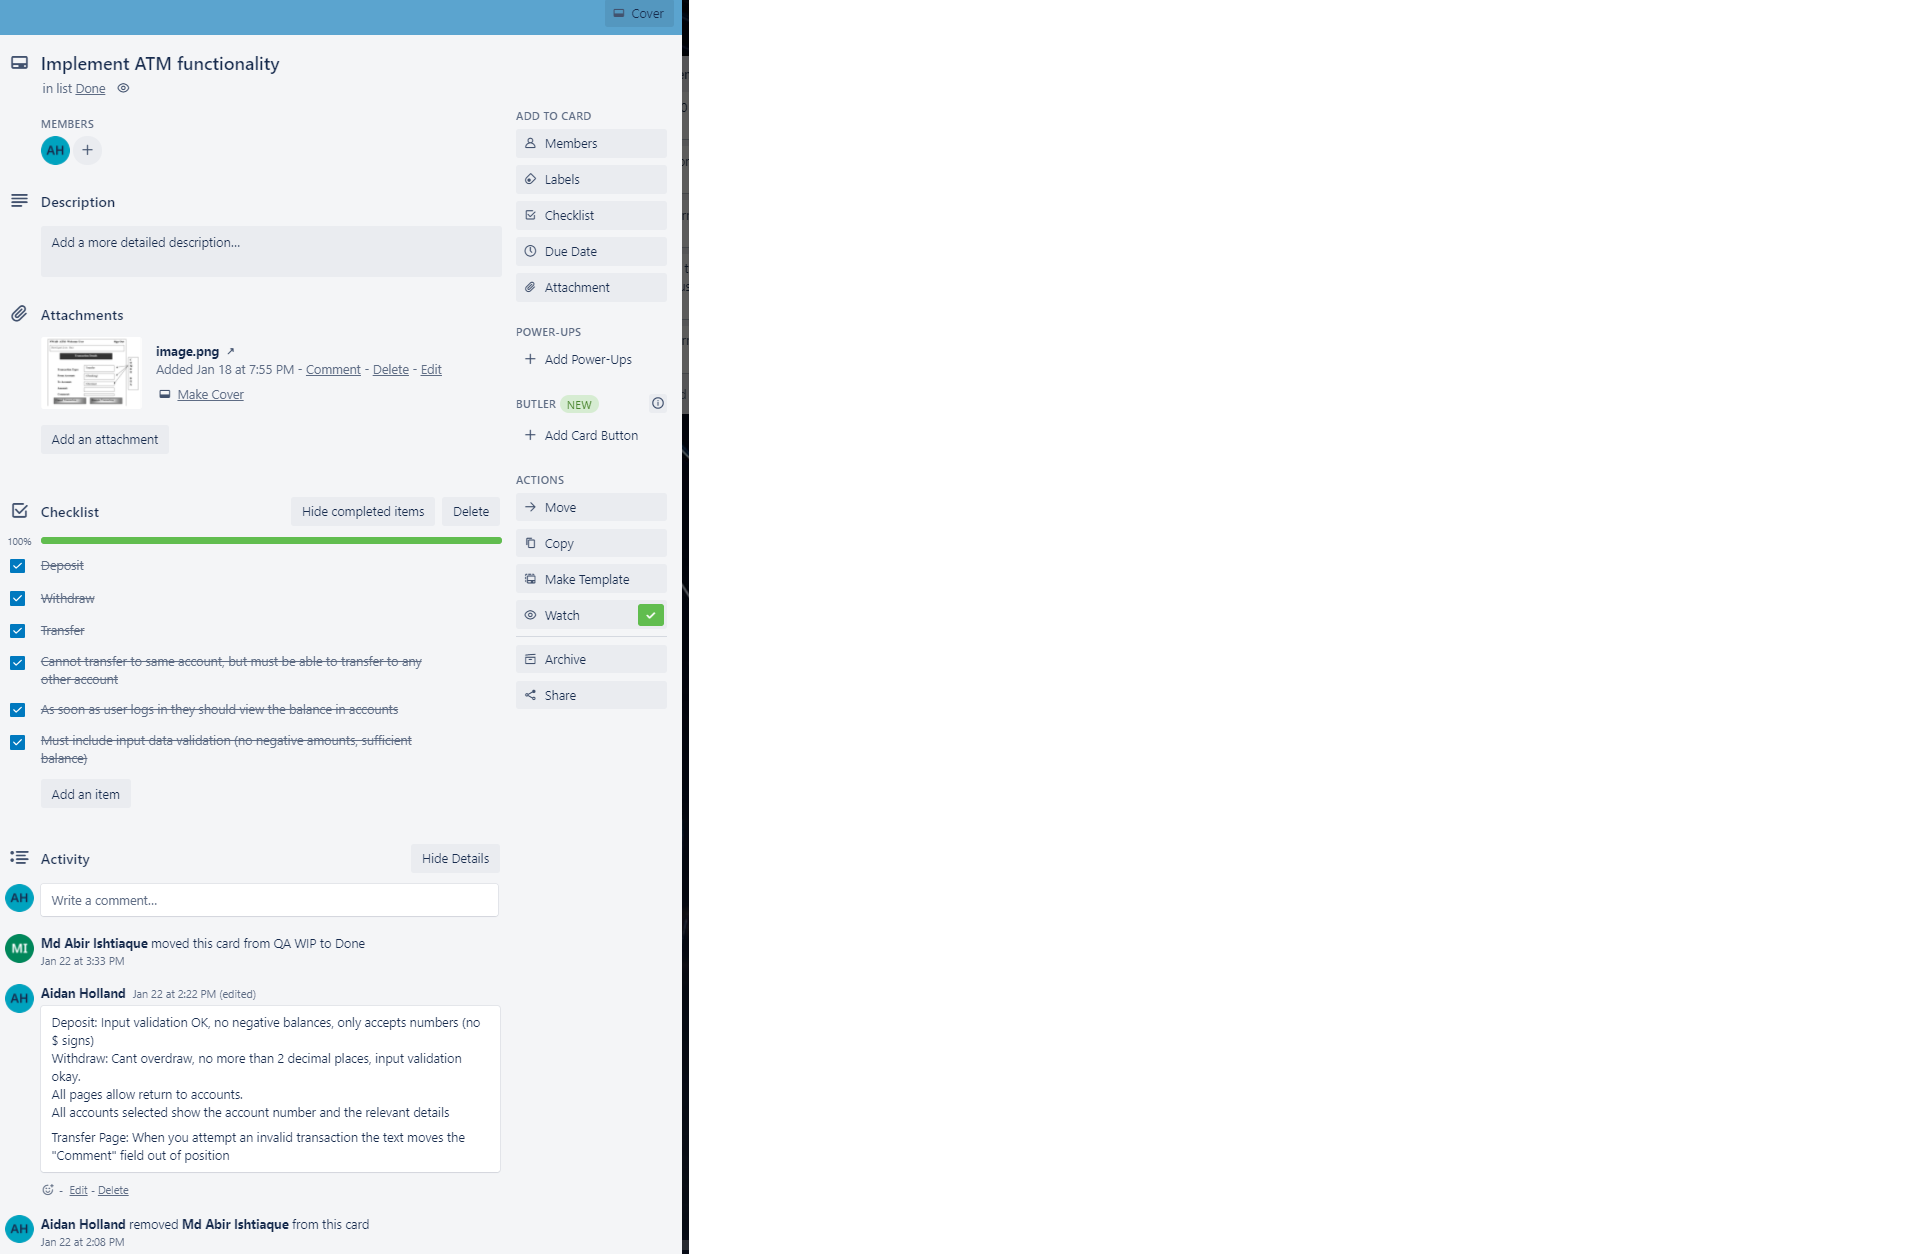 Cover
Implement ATM functionality
in list Done
MEMBERS
AH
Description
Add a more detailed description...
Attachments
image.png
Added Jan 18 at 7:55 PM - Comment - Delete - Edit
Make Cover
Add an attachment
Checklist
Hide completed items
Delete
100%
Deposit
Withdraw
Transfer
Cannot transfer to same account, but must be able to transfer to any
other account
As soon as user logs in they should view the balance in accounts
Must include input data validation (no negative amounts, sufficient
balance)
Add an item
Activity
Hide Details
AH
Write a comment...
MI
Md Abir Ishtiaque moved this card from QA WIP to Done
Jan 22 at 3:33 PM
AH
Aidan Holland Jan 22 at 2:22 PM (edited)
Deposit: Input validation OK, no negative balances, only accepts numbers (no
$ signs)
Withdraw: Cant overdraw, no more than 2 decimal places, input validation
okay.
All pages allow return to accounts.
All accounts selected show the account number and the relevant details
Transfer Page: When you attempt an invalid transaction the text moves the
"Comment" field out of position
- Edit - Delete
AH
Aidan Holland removed Md Abir Ishtiaque from this card
Jan 22 at 2:08 PM
ADD TO CARD
Members
Labels
Checklist
Due Date
Attachment
POWER-UPS
Add Power-Ups
BUTLER NEW
Add Card Button
ACTIONS
Move
Copy
Make Template
Watch
Archive
Share